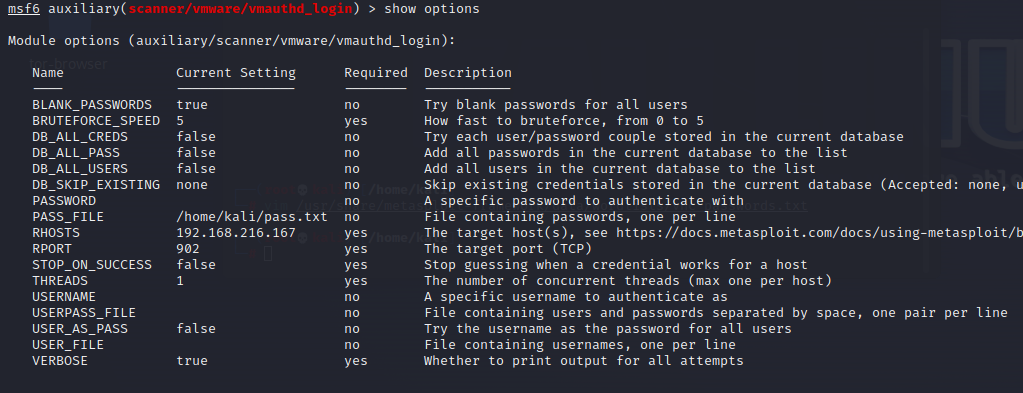 msf6 auxiliary(scanner/vmware/vmauthd_login) > show options
Module options (auxiliary/scanner/vmware/vmauthd_login):
Name Current Setting Required Description
---- --------------- -------- -----------
BLANK_PASSWORDS true no Try blank passwords for all users
BRUTEFORCE_SPEED 5 yes How fast to bruteforce, from 0 to 5
DB_ALL_CREDS false no Try each user/password couple stored in the current database
DB_ALL_PASS false no Add all passwords in the current database to the list
DB_ALL_USERS false no Add all users in the current database to the list
DB_SKIP_EXISTING none no Skip existing credentials stored in the current database (Accepted: none, u
PASSWORD no A specific password to authenticate with
PASS_FILE /home/kali/pass.txt no File containing passwords, one per line
RHOSTS 192.168.216.167 yes The target host(s), see https://docs.metasploit.com/docs/using-metasploit/b
RPORT 902 yes The target port (TCP)
STOP_ON_SUCCESS false yes Stop guessing when a credential works for a host
THREADS 1 yes The number of concurrent threads (max one per host)
USERNAME no A specific username to authenticate as
USERPASS_FILE no File containing users and passwords separated by space, one pair per line
USER_AS_PASS false no Try the username as the password for all users
USER_FILE no File containing usernames, one per line
VERBOSE true yes Whether to print output for all attempts